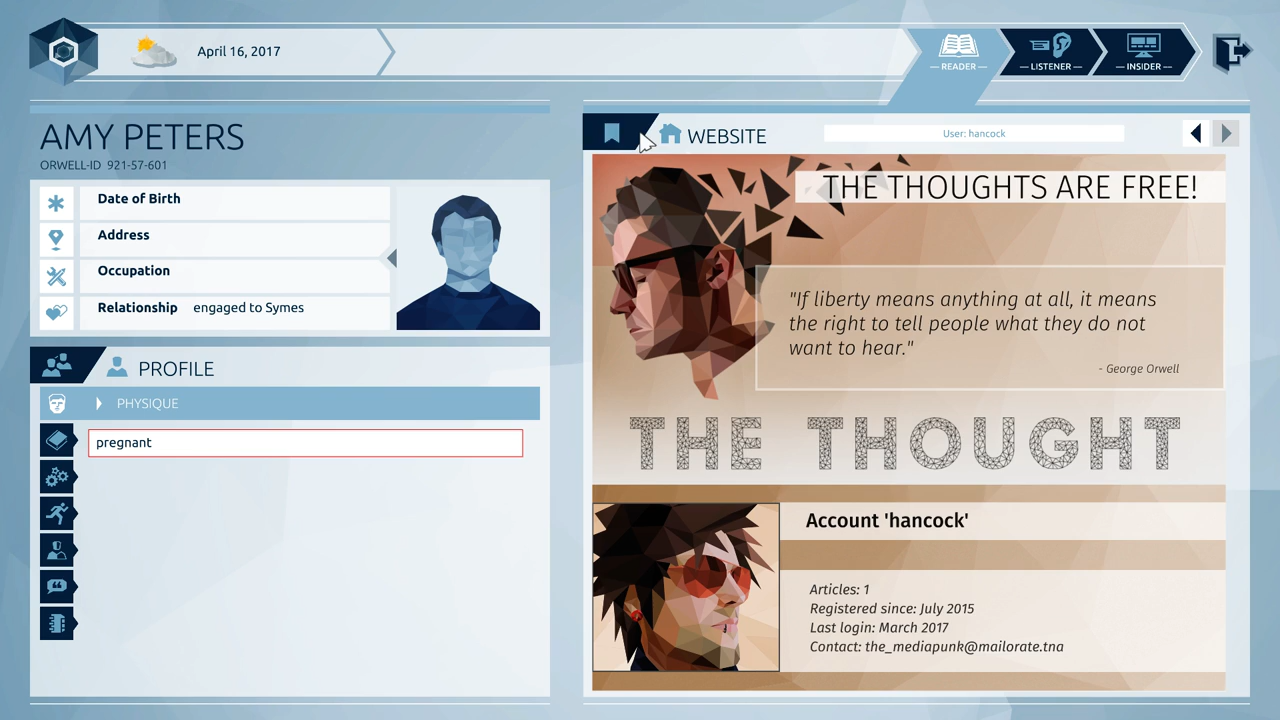 April 16, 2017
— READER —
— LISTENER —
— INSIDER —
AMY PETERS
ORWELL-ID 921-57-601
Date of Birth
Address
Occupation
Relationship engaged to Symes
PROFILE
PHYSIQUE
pregnant
WEBSITE
User: hancock
THE THOUGHTS ARE FREE!
"If liberty means anything at all, it means
the right to tell people what they do not
want to hear."
- George Orwell
THE THOUGHT
Account 'hancock'
Articles: 1
Registered since: July 2015
Last login: March 2017
Contact: the_mediapunk@mailorate.tna